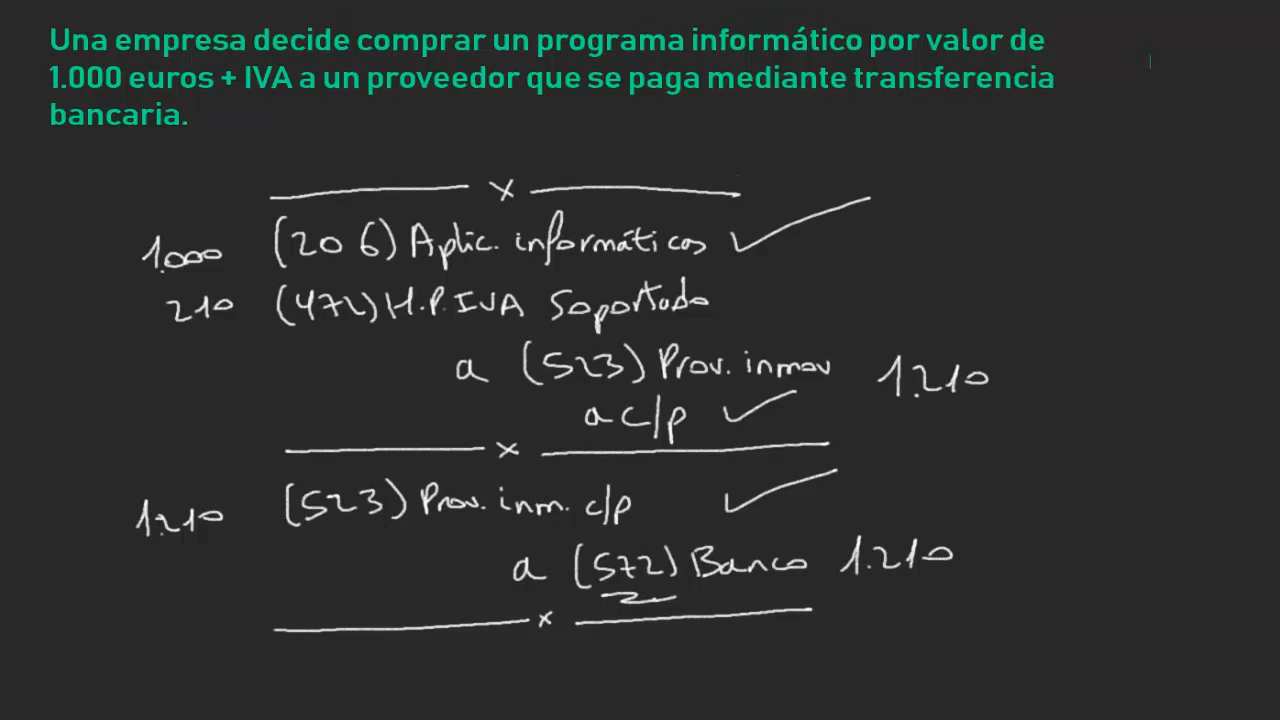 Una empresa decide comprar un programa informático por valor de
1.000 euros + IVA a un proveedor que se paga mediante transferencia
bancaria.
x
1.000 (206) Aplic. informáticas
210 (472) H.P. IVA Soportado
a (523) Prov. inmov 1.210
a c/p
x
1.210 (523) Prov. inm. c/p
a (572) Banco 1.210
x